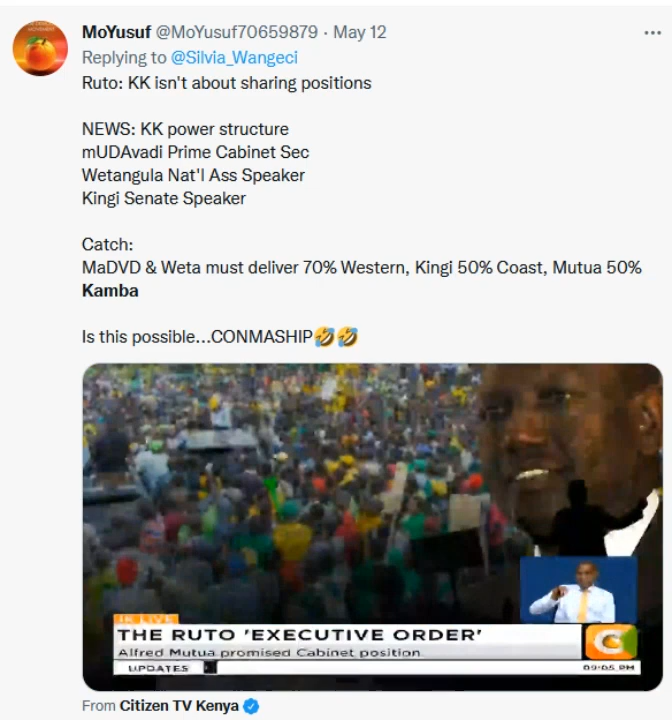 MoYusuf @MoYusuf70659879 · May 12
Replying to @Silvia_Wangeci
Ruto: KK isn't about sharing positions
NEWS: KK power structure
mUDAvadi Prime Cabinet Sec
Wetangula Nat'l Ass Speaker
Kingi Senate Speaker
Catch:
MaDVD & Weta must deliver 70% Western, Kingi 50% Coast, Mutua 50%
Kamba
Is this possible...CONMASHIP🤣🤣
1K LIVE
THE RUTO 'EXECUTIVE ORDER'
Alfred Mutua promised Cabinet position
UPDATES
09:05 PM
From Citizen TV Kenya